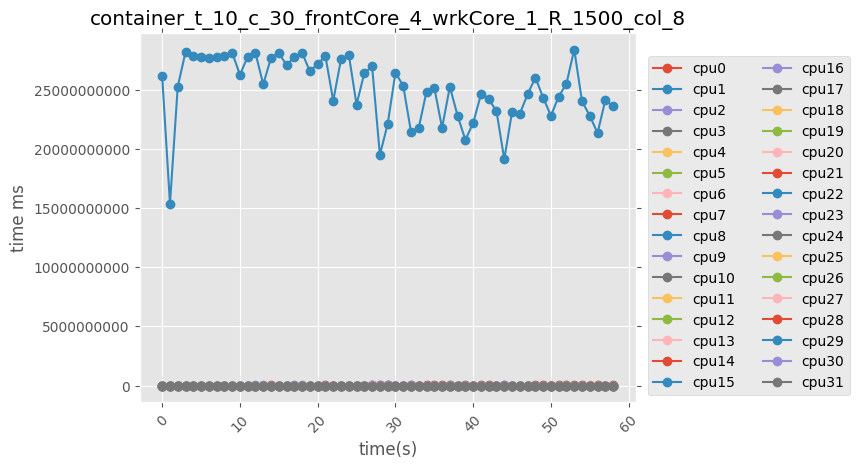 container_t_10_c_30_frontCore_4_wrkCore_1_R_1500_col_8
time ms
25000000000
20000000000
15000000000
10000000000
5000000000
0
0
10
20
30
40
50
60
time(s)
cpu0
cpu1
cpu2
cpu3
cpu4
cpu5
cpu6
cpu7
cpu8
cpu9
cpu10
cpu11
cpu12
cpu13
cpu14
cpu15
cpu16
cpu17
cpu18
cpu19
cpu20
cpu21
cpu22
cpu23
cpu24
cpu25
cpu26
cpu27
cpu28
cpu29
cpu30
cpu31